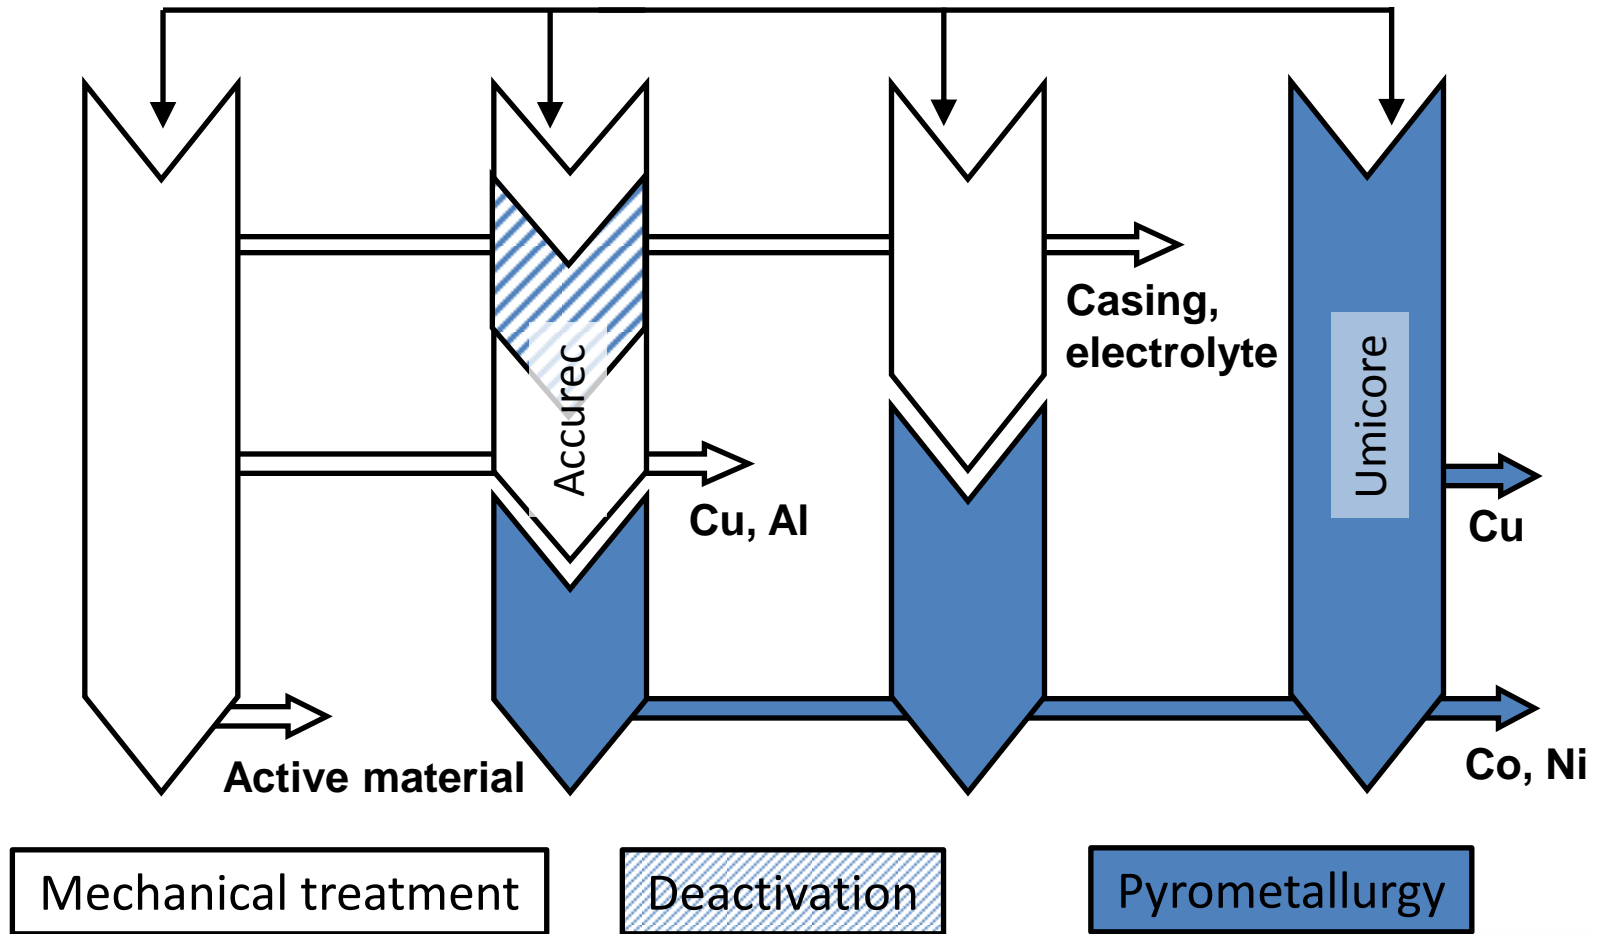 Casing,
electrolyte
Accurec
Umicore
Cu, Al
Cu
Active material
Co, Ni
Mechanical treatment
Deactivation
Pyrometallurgy